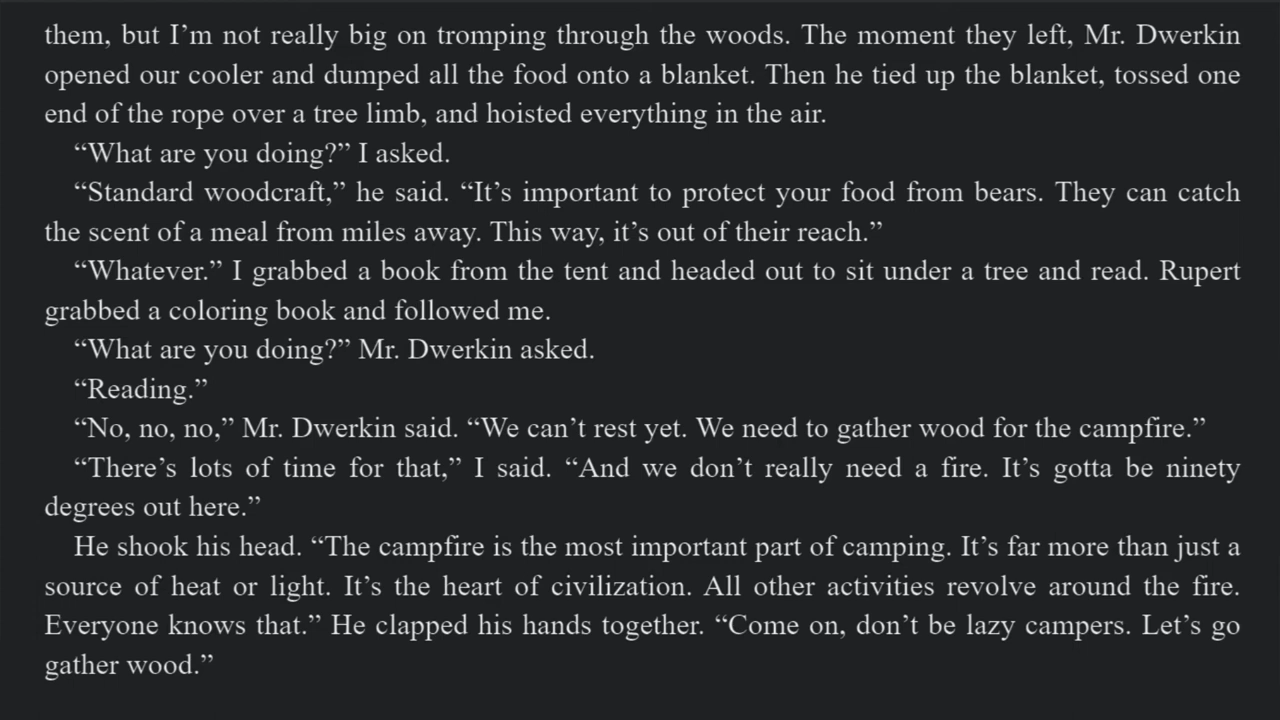 them, but I’m not really big on tromping through the woods. The moment they left, Mr. Dwerkin
opened our cooler and dumped all the food onto a blanket. Then he tied up the blanket, tossed one
end of the rope over a tree limb, and hoisted everything in the air.
“What are you doing?” I asked.
“Standard woodcraft,” he said. “It’s important to protect your food from bears. They can catch
the scent of a meal from miles away. This way, it’s out of their reach.”
“Whatever.” I grabbed a book from the tent and headed out to sit under a tree and read. Rupert
grabbed a coloring book and followed me.
“What are you doing?” Mr. Dwerkin asked.
“Reading.”
“No, no, no,” Mr. Dwerkin said. “We can’t rest yet. We need to gather wood for the campfire.”
“There’s lots of time for that,” I said. “And we don’t really need a fire. It’s gotta be ninety
degrees out here.”
He shook his head. “The campfire is the most important part of camping. It’s far more than just a
source of heat or light. It’s the heart of civilization. All other activities revolve around the fire.
Everyone knows that.” He clapped his hands together. “Come on, don’t be lazy campers. Let’s go
gather wood.”